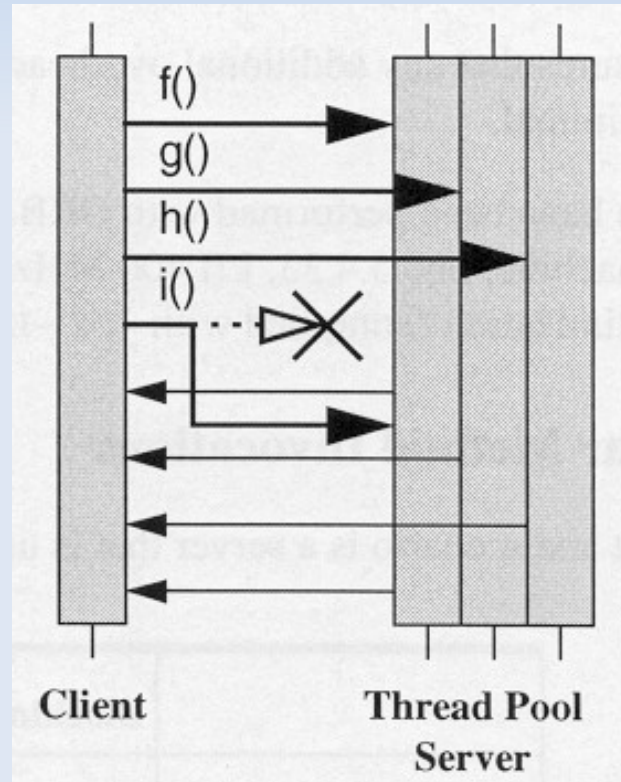 f()
g()
h()
i()
Client
Thread Pool
Server